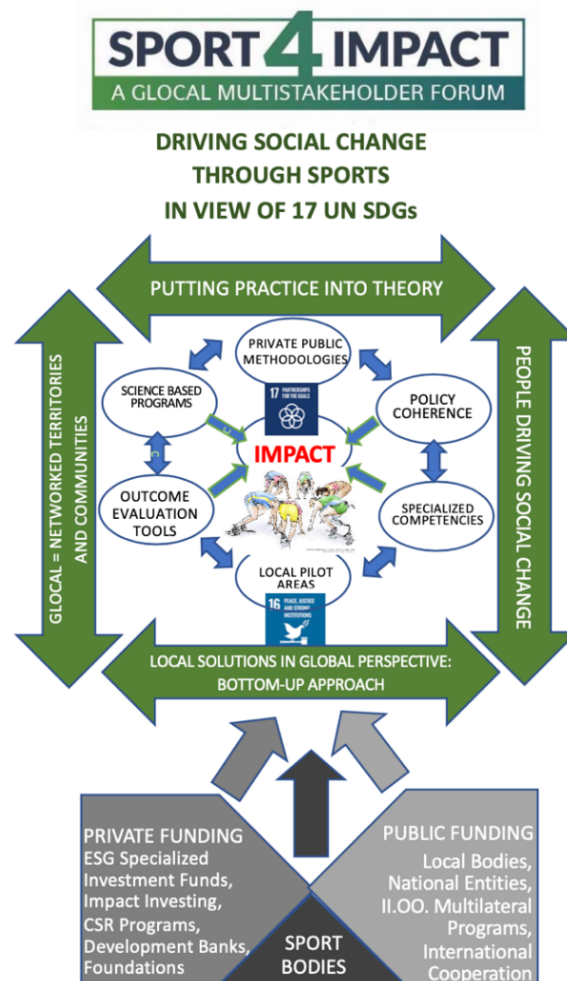 SPORT 4 IMPACT
A GLOCAL MULTISTAKEHOLDER FORUM
DRIVING SOCIAL CHANGE
THROUGH SPORTS
IN VIEW OF 17 UN SDGs
PUTTING PRACTICE INTO THEORY
GLOCAL = NETWORKED TERRITORIES
AND COMMUNITIES
PEOPLE DRIVING SOCIAL CHANGE
PRIVATE PUBLIC
METHODOLOGIES
SCIENCE BASED
PROGRAMS
POLICY
COHERENCE
17 PARTNERSHIPS
FOR THE GOALS
IMPACT
OUTCOME
EVALUATION
TOOLS
SPECIALIZED
COMPETENCIES
LOCAL PILOT
AREAS
16 PEACE, JUSTICE
AND STRONG
INSTITUTIONS
LOCAL SOLUTIONS IN GLOBAL PERSPECTIVE:
BOTTOM-UP APPROACH
PRIVATE FUNDING
ESG Specialized
Investment Funds,
Impact Investing,
CSR Programs,
Development Banks,
Foundations
SPORT
BODIES
PUBLIC FUNDING
Local Bodies,
National Entities,
II.OO. Multilateral
Programs,
International
Cooperation